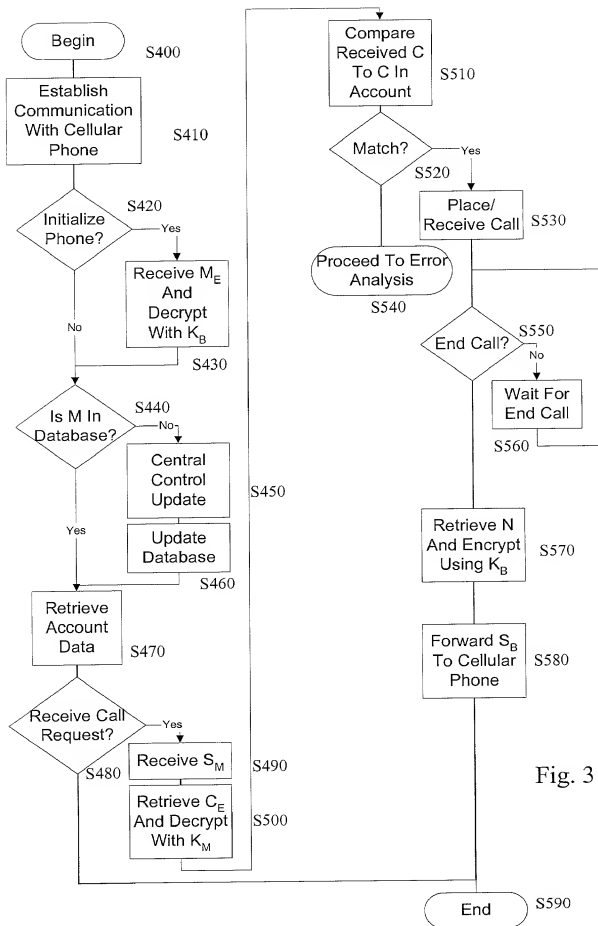 Begin
S400
Establish
Communication
With Cellular
Phone
S410
Initialize
Phone?
S420
Yes
Receive ME
And
Decrypt
With KB
S430
No
Is M In
Database?
S440
No
Central
Control
Update
S450
Update
Database
S460
Yes
Retrieve
Account
Data
S470
Receive Call
Request?
S480
Yes
Receive SM
S490
Retrieve CE
And Decrypt
With KM
S500
Compare
Received C
To C In
Account
S510
Match?
S520
Yes
Place/
Receive Call
S530
Proceed To Error
Analysis
S540
End Call?
S550
No
Wait For
End Call
S560
Retrieve N
And Encrypt
Using KB
S570
Forward SB
To Cellular
Phone
S580
End
S590
Fig. 3